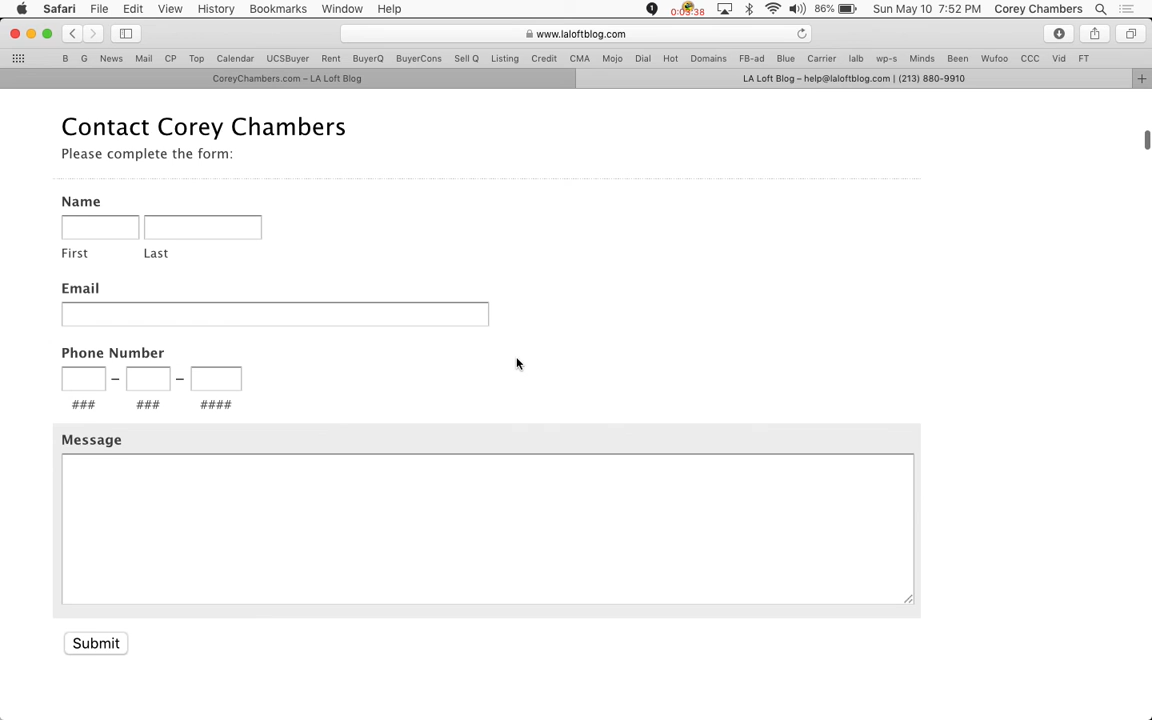 Safari File Edit View History Bookmarks Window Help 1 0:03:38 86% Sun May 10 7:52 PM Corey Chambers
www.laloftblog.com
B G News Mail CP Top Calendar UCSBuyer Rent BuyerQ BuyerCons Sell Q Listing Credit CMA Mojo Dial Hot Domains FB-ad Blue Carrier lalb wp-s Minds Been Wufoo CCC Vid FT
CoreyChambers.com – LA Loft Blog LA Loft Blog – help@laloftblog.com | (213) 880-9910 +
Contact Corey Chambers
Please complete the form:
Name
First Last
Email
Phone Number
– –
### ### ####
Message
Submit